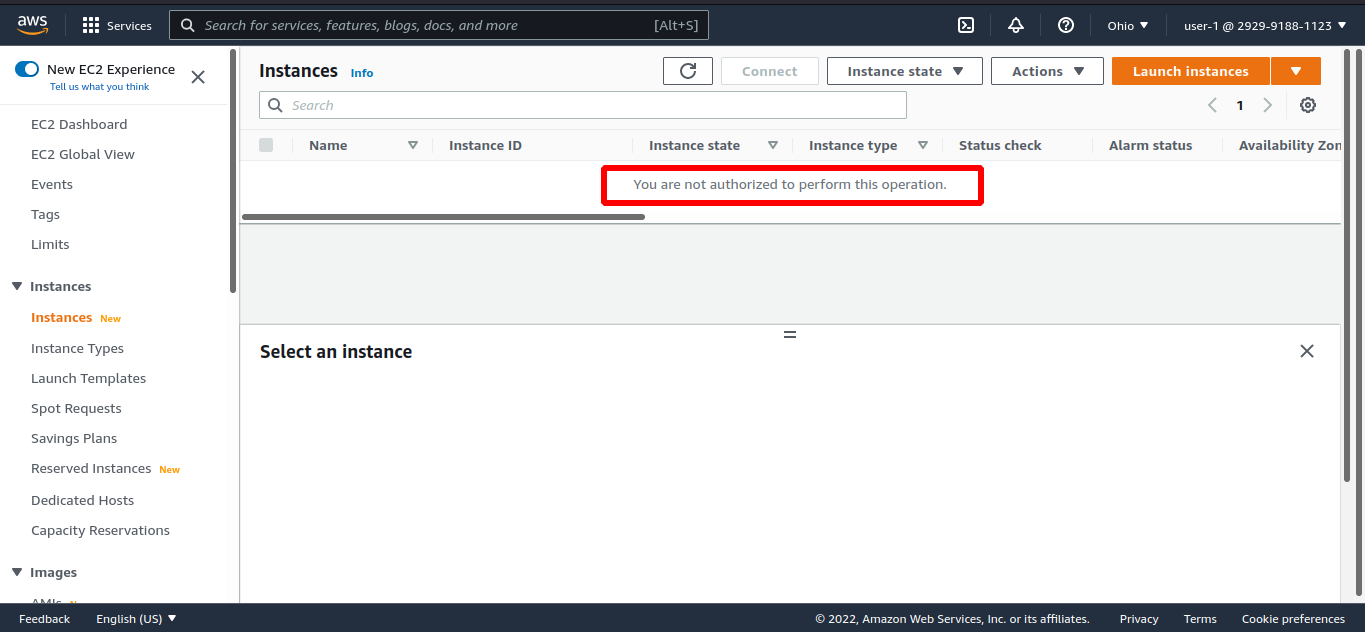 aws
Services
Search for services, features, blogs, docs, and more [Alt+S]
Ohio
user-1 @ 2929-9188-1123
New EC2 Experience
Tell us what you think
EC2 Dashboard
EC2 Global View
Events
Tags
Limits
Instances
Instances New
Instance Types
Launch Templates
Spot Requests
Savings Plans
Reserved Instances New
Dedicated Hosts
Capacity Reservations
Images
Instances Info
Connect
Instance state
Actions
Launch instances
Search
1
Name Instance ID Instance state Instance type Status check Alarm status Availability Zon
You are not authorized to perform this operation.
Select an instance
Feedback English (US) © 2022, Amazon Web Services, Inc. or its affiliates. Privacy Terms Cookie preferences